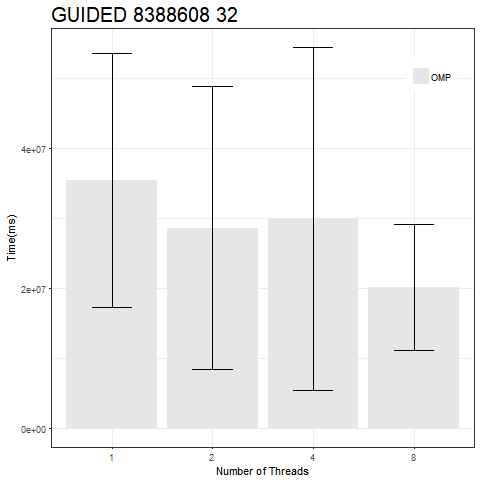 GUIDED 8388608 32
OMP
Time(ms)
4e+07
2e+07
0e+00
1 2 4 8
Number of Threads